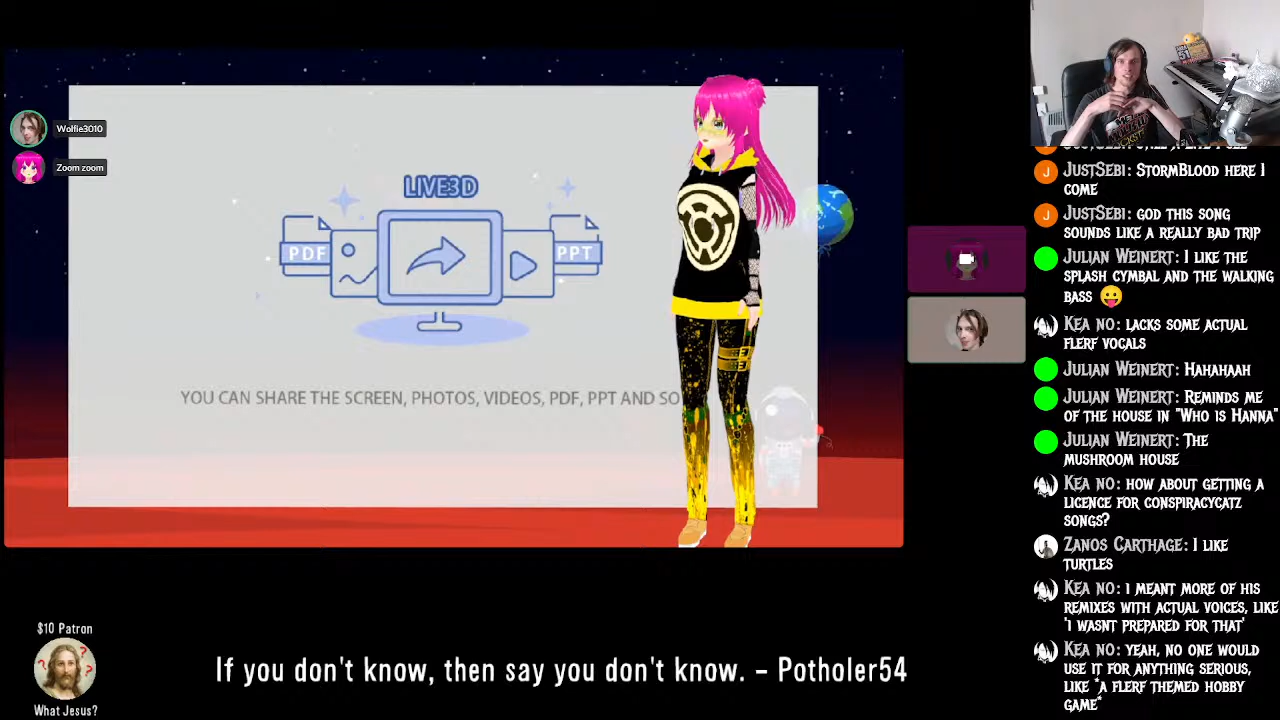 Wolfie3010
Zoom zoom
LIVE3D
PDF
PPT
YOU CAN SHARE THE SCREEN, PHOTOS, VIDEOS, PDF, PPT AND SO
$10 Patron
What Jesus?
If you don't know, then say you don't know. – Potholer54
J JustSebi: StormBlood here I
come
J JustSebi: god this song
sounds like a really bad trip
Julian Weinert: I like the
splash cymbal and the walking
bass 😛
Kea no: lacks some actual
flerf vocals
Julian Weinert: Hahahaah
Julian Weinert: Reminds me
of the house in "Who is Hanna"
Julian Weinert: The
mushroom house
Kea no: how about getting a
licence for conspiracycatz
songs?
Zanos Carthage: I like
turtles
Kea no: i meant more of his
remixes with actual voices, like
'i wasnt prepared for that'
Kea no: yeah, no one would
use it for anything serious,
like *a flerf themed hobby
game*